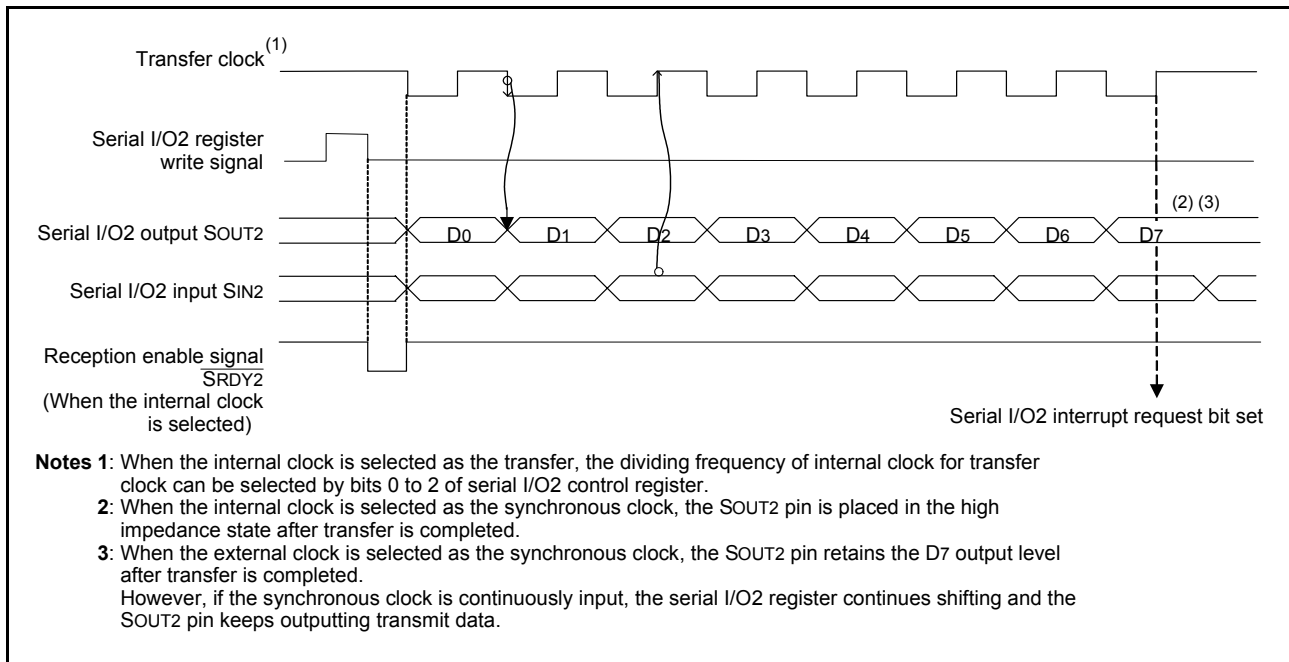 Transfer clock(1)
Serial I/O2 register
write signal
(2) (3)
Serial I/O2 output SOUT2
D0 D1 D2 D3 D4 D5 D6 D7
Serial I/O2 input SIN2
Reception enable signal
SRDY2
(When the internal clock
is selected)
Serial I/O2 interrupt request bit set
Notes 1: When the internal clock is selected as the transfer, the dividing frequency of internal clock for transfer
clock can be selected by bits 0 to 2 of serial I/O2 control register.
2: When the internal clock is selected as the synchronous clock, the SOUT2 pin is placed in the high
impedance state after transfer is completed.
3: When the external clock is selected as the synchronous clock, the SOUT2 pin retains the D7 output level
after transfer is completed.
However, if the synchronous clock is continuously input, the serial I/O2 register continues shifting and the
SOUT2 pin keeps outputting transmit data.